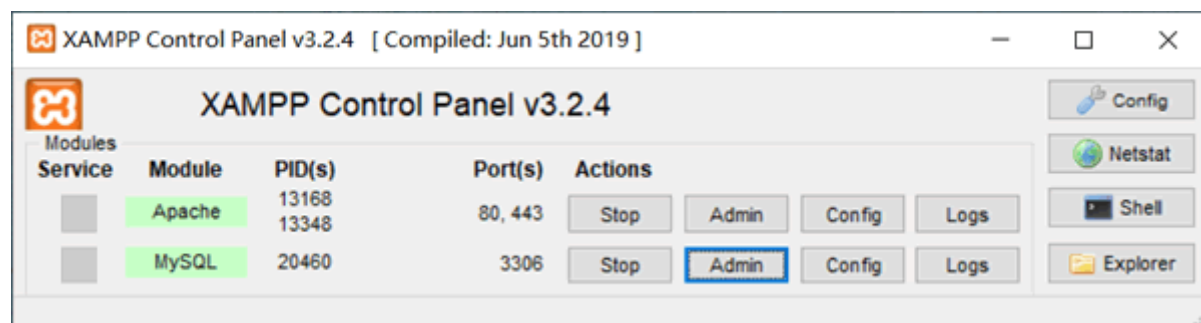 XAMPP Control Panel v3.2.4 [ Compiled: Jun 5th 2019 ]
XAMPP Control Panel v3.2.4
Config
Modules
Service Module PID(s) Port(s) Actions
Netstat
Apache 13168 13348 80, 443 Stop Admin Config Logs
Shell
MySQL 20460 3306 Stop Admin Config Logs
Explorer